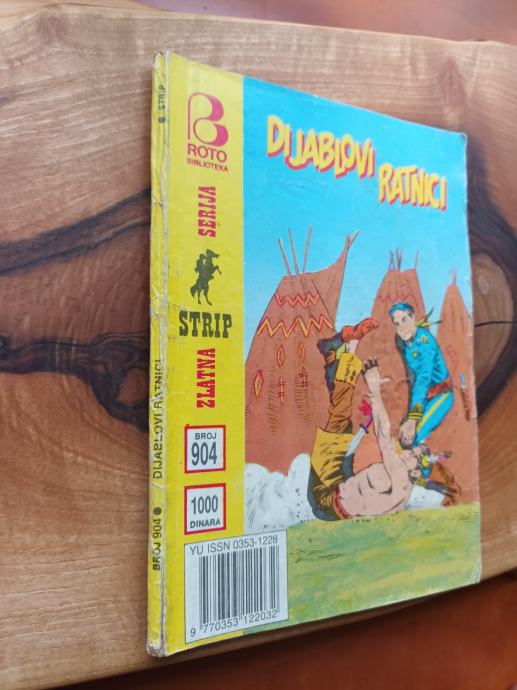 ROTO
BIBLIOTEKA
DIJABLOVI
RATNICI
ZLATNA STRIP SERIJA
BROJ
904
1000
DINARA
YU ISSN 0353-1228
9 770353 122032
BROJ 904 ● DIJABLOVI RATNICI ● STRIP